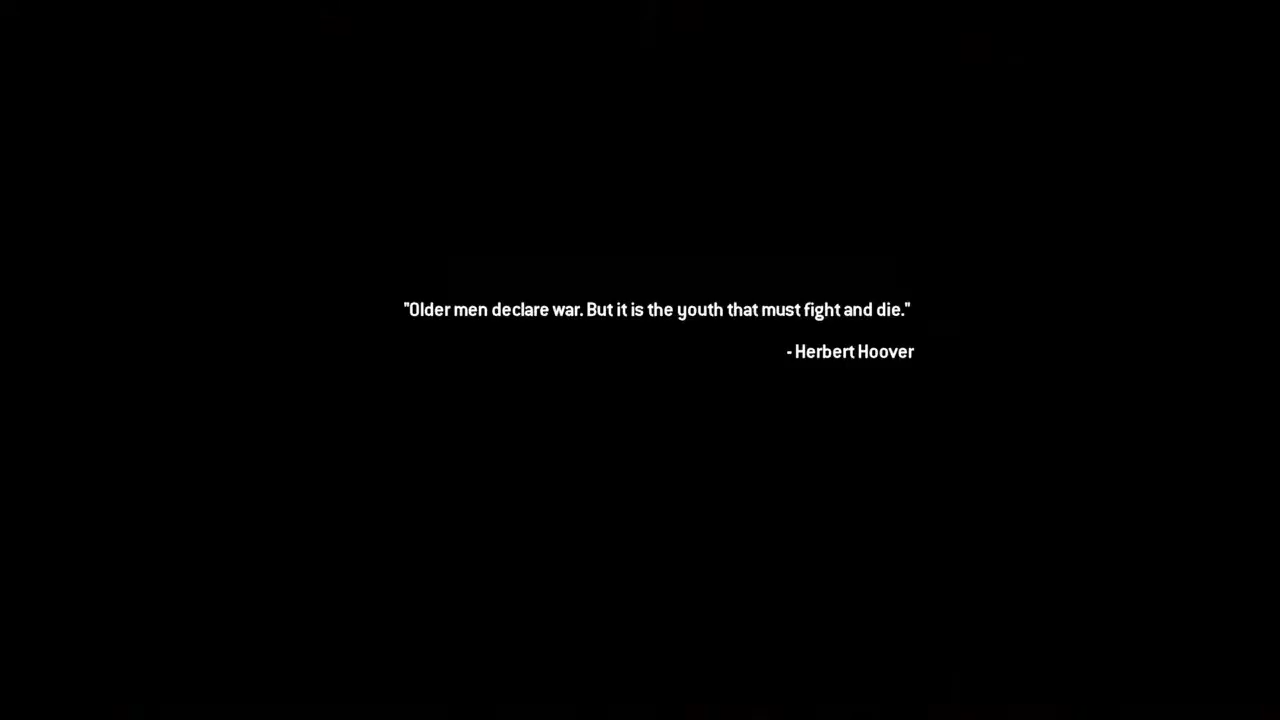 "Older men declare war. But it is the youth that must fight and die."
- Herbert Hoover